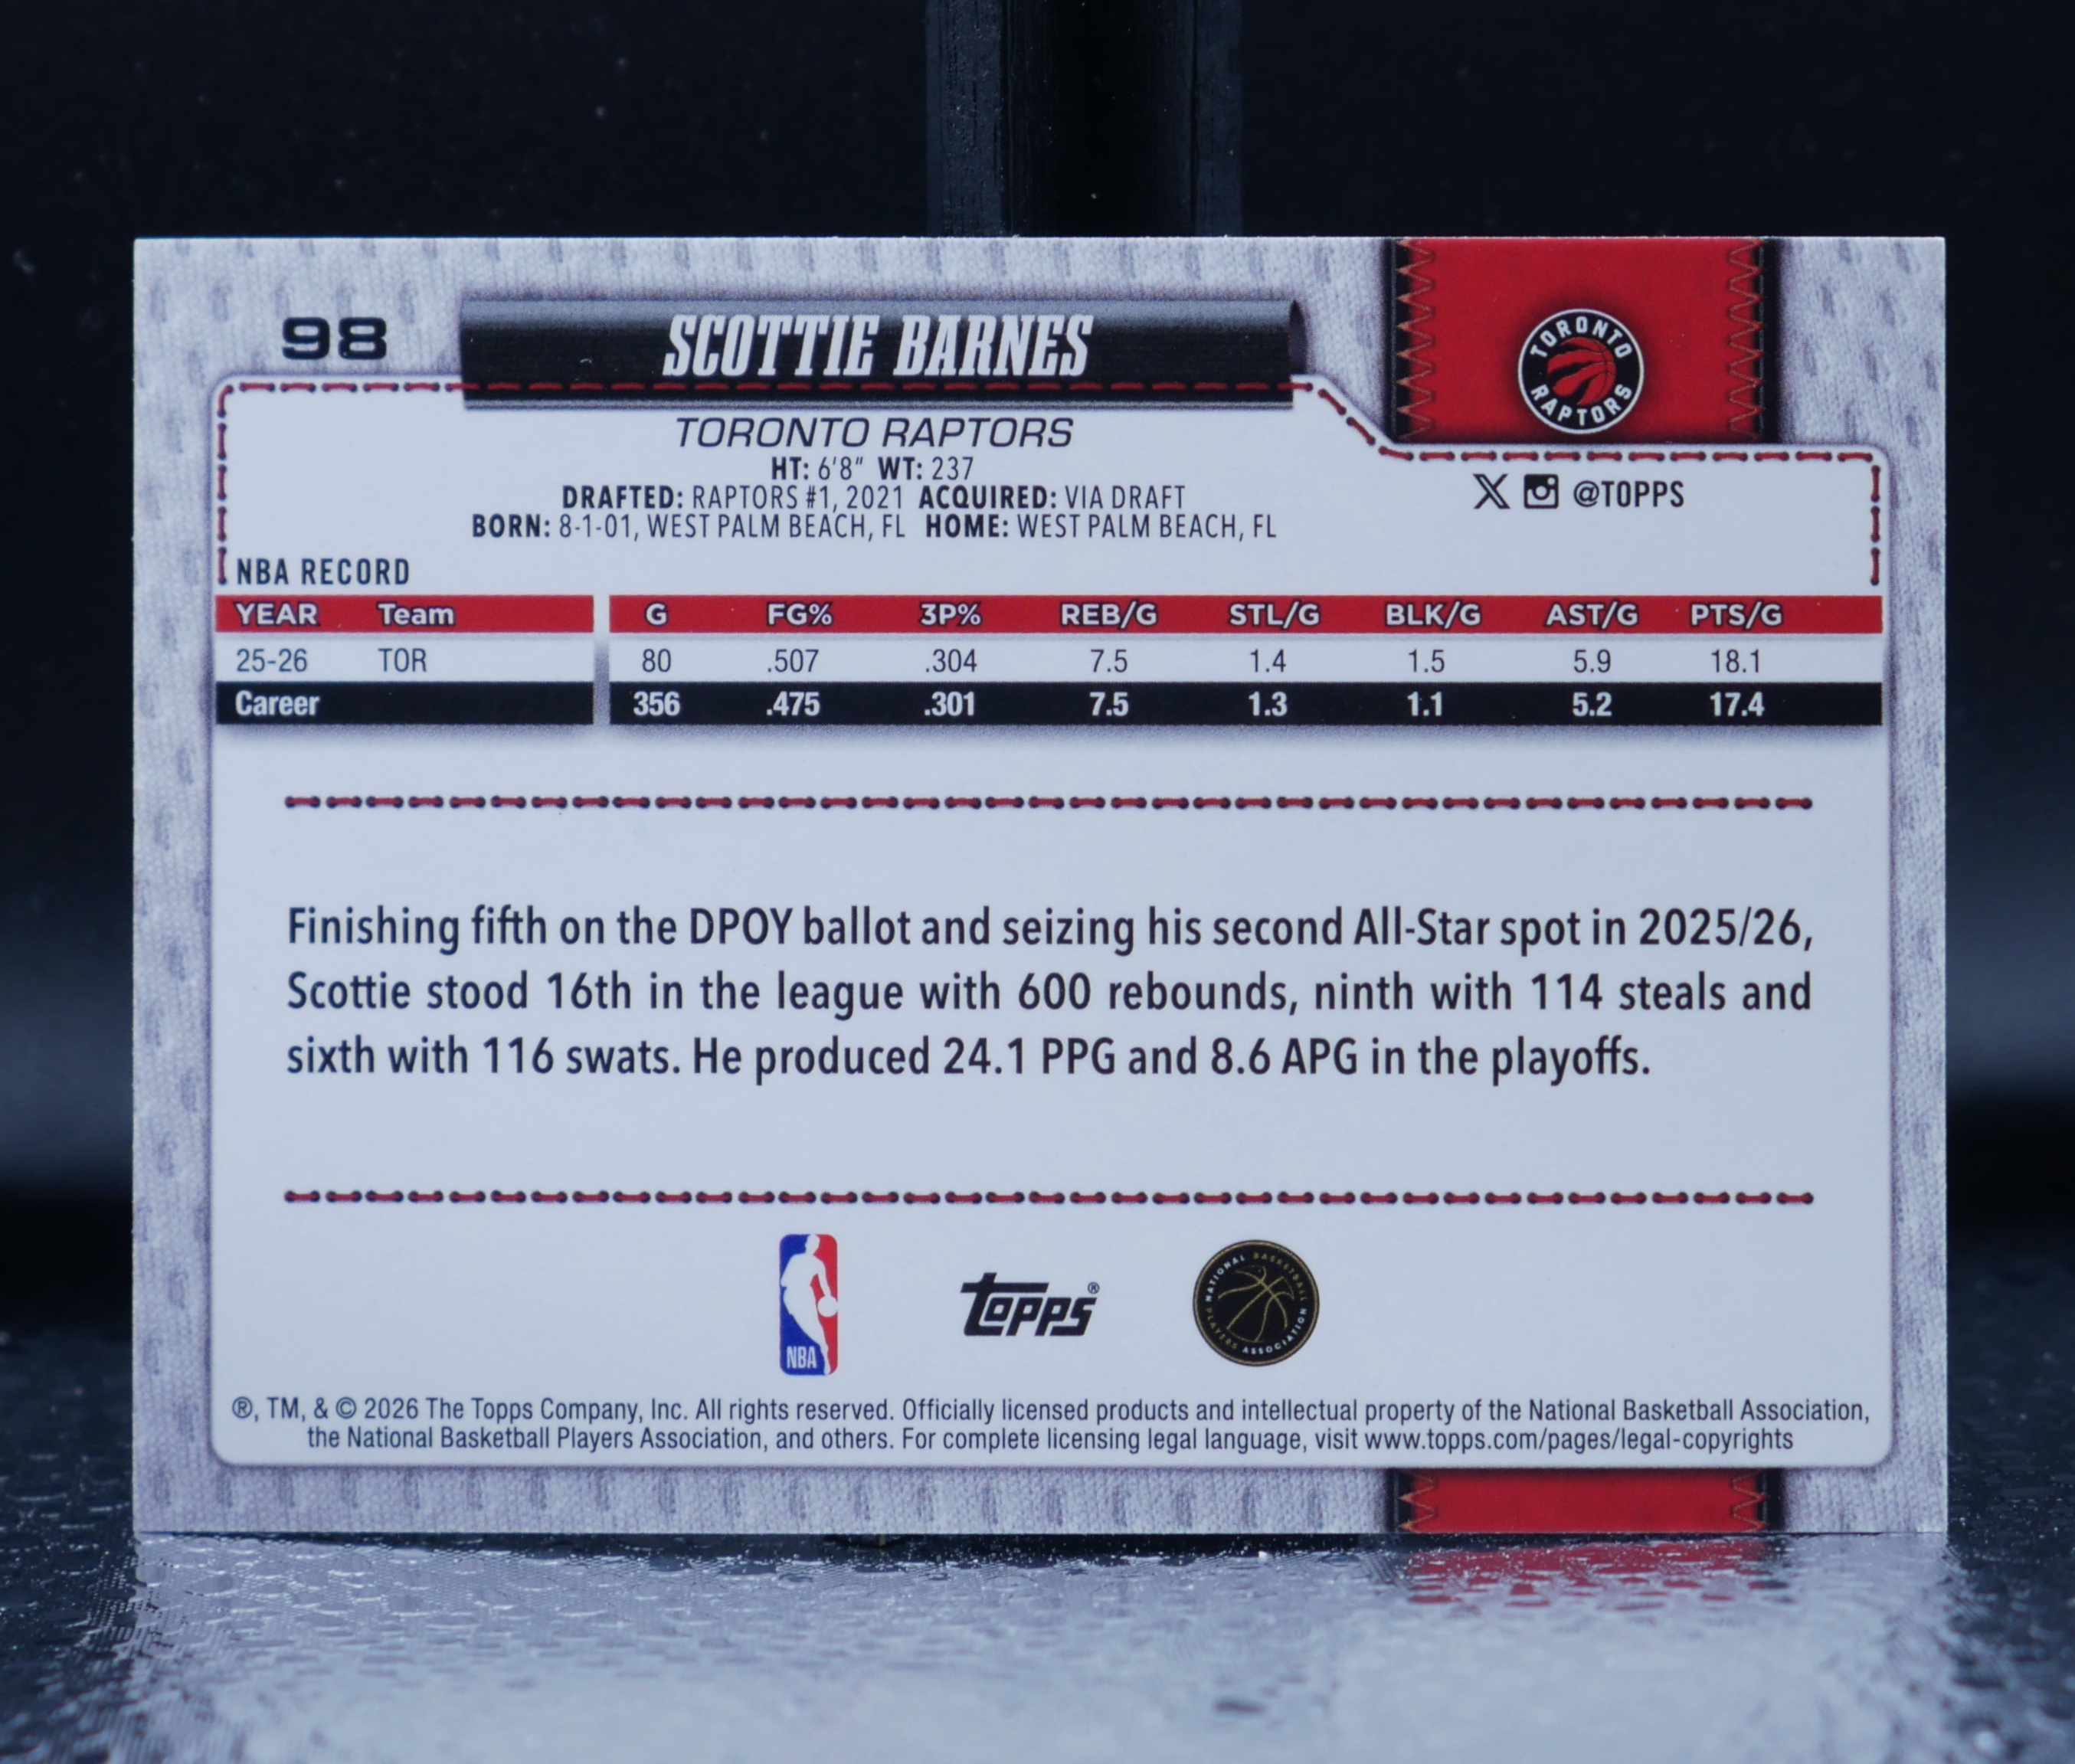 98
SCOTTIE BARNES
TORONTO RAPTORS
TORONTO RAPTORS
HT: 6'8" WT: 237
DRAFTED: RAPTORS #1, 2021 ACQUIRED: VIA DRAFT
BORN: 8-1-01, WEST PALM BEACH, FL HOME: WEST PALM BEACH, FL
@TOPPS
NBA RECORD
YEAR Team G FG% 3P% REB/G STL/G BLK/G AST/G PTS/G
25-26 TOR 80 .507 .304 7.5 1.4 1.5 5.9 18.1
Career 356 .475 .301 7.5 1.3 1.1 5.2 17.4
Finishing fifth on the DPOY ballot and seizing his second All-Star spot in 2025/26,
Scottie stood 16th in the league with 600 rebounds, ninth with 114 steals and
sixth with 116 swats. He produced 24.1 PPG and 8.6 APG in the playoffs.
NBA
Topps®
NATIONAL BASKETBALL PLAYERS ASSOCIATION
®, TM, & © 2026 The Topps Company, Inc. All rights reserved. Officially licensed products and intellectual property of the National Basketball Association,
the National Basketball Players Association, and others. For complete licensing legal language, visit www.topps.com/pages/legal-copyrights